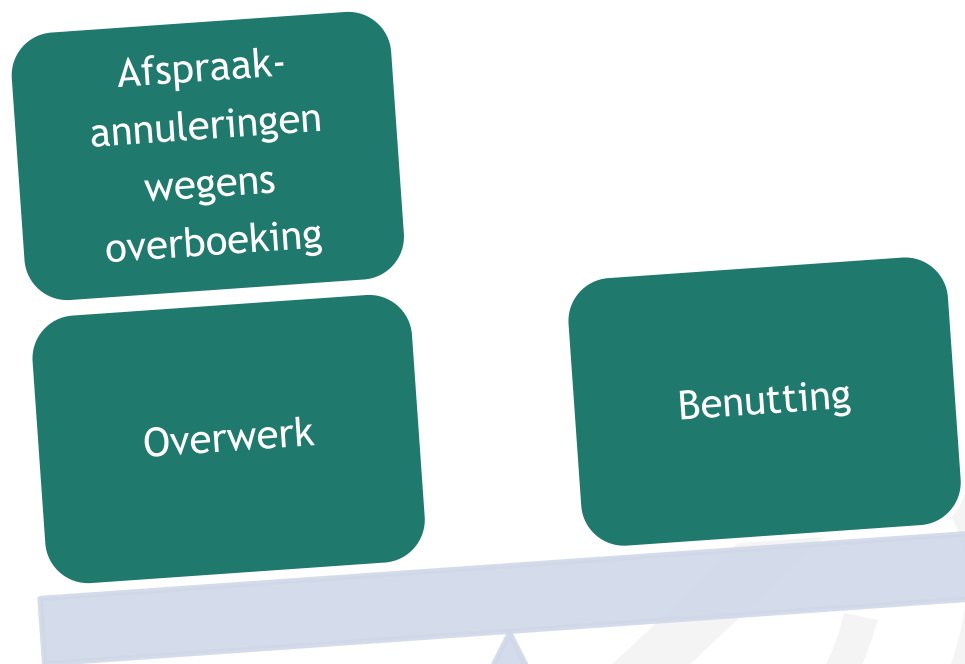 Afspraak-
annuleringen
wegens
overboeking
Overwerk
Benutting